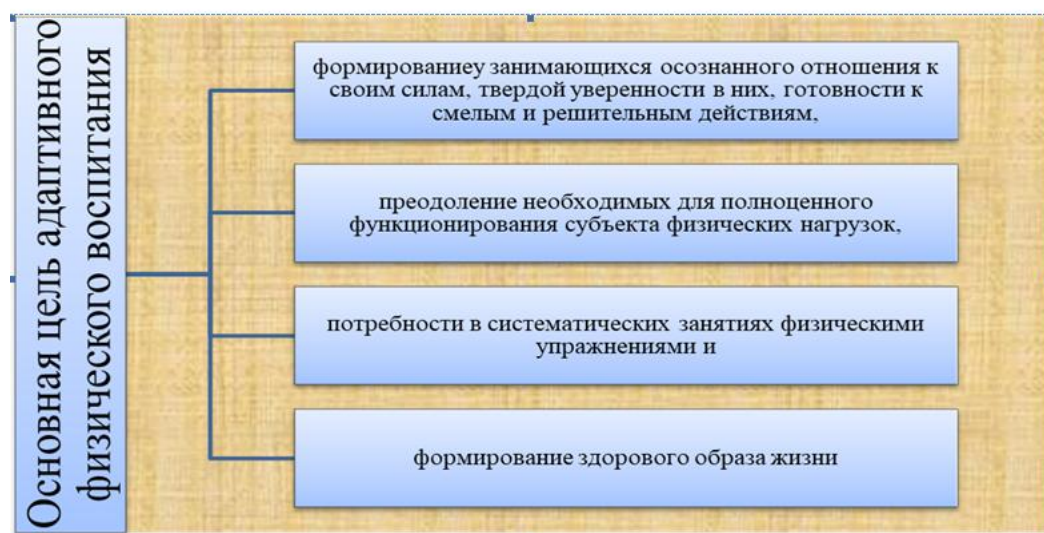 Основная цель адаптивного
физического воспитания
формированиеу занимающихся осознанного отношения к
своим силам, твердой уверенности в них, готовности к
смелым и решительным действиям,
преодоление необходимых для полноценного
функционирования субъекта физических нагрузок,
потребности в систематических занятиях физическими
упражнениями и
формирование здорового образа жизни